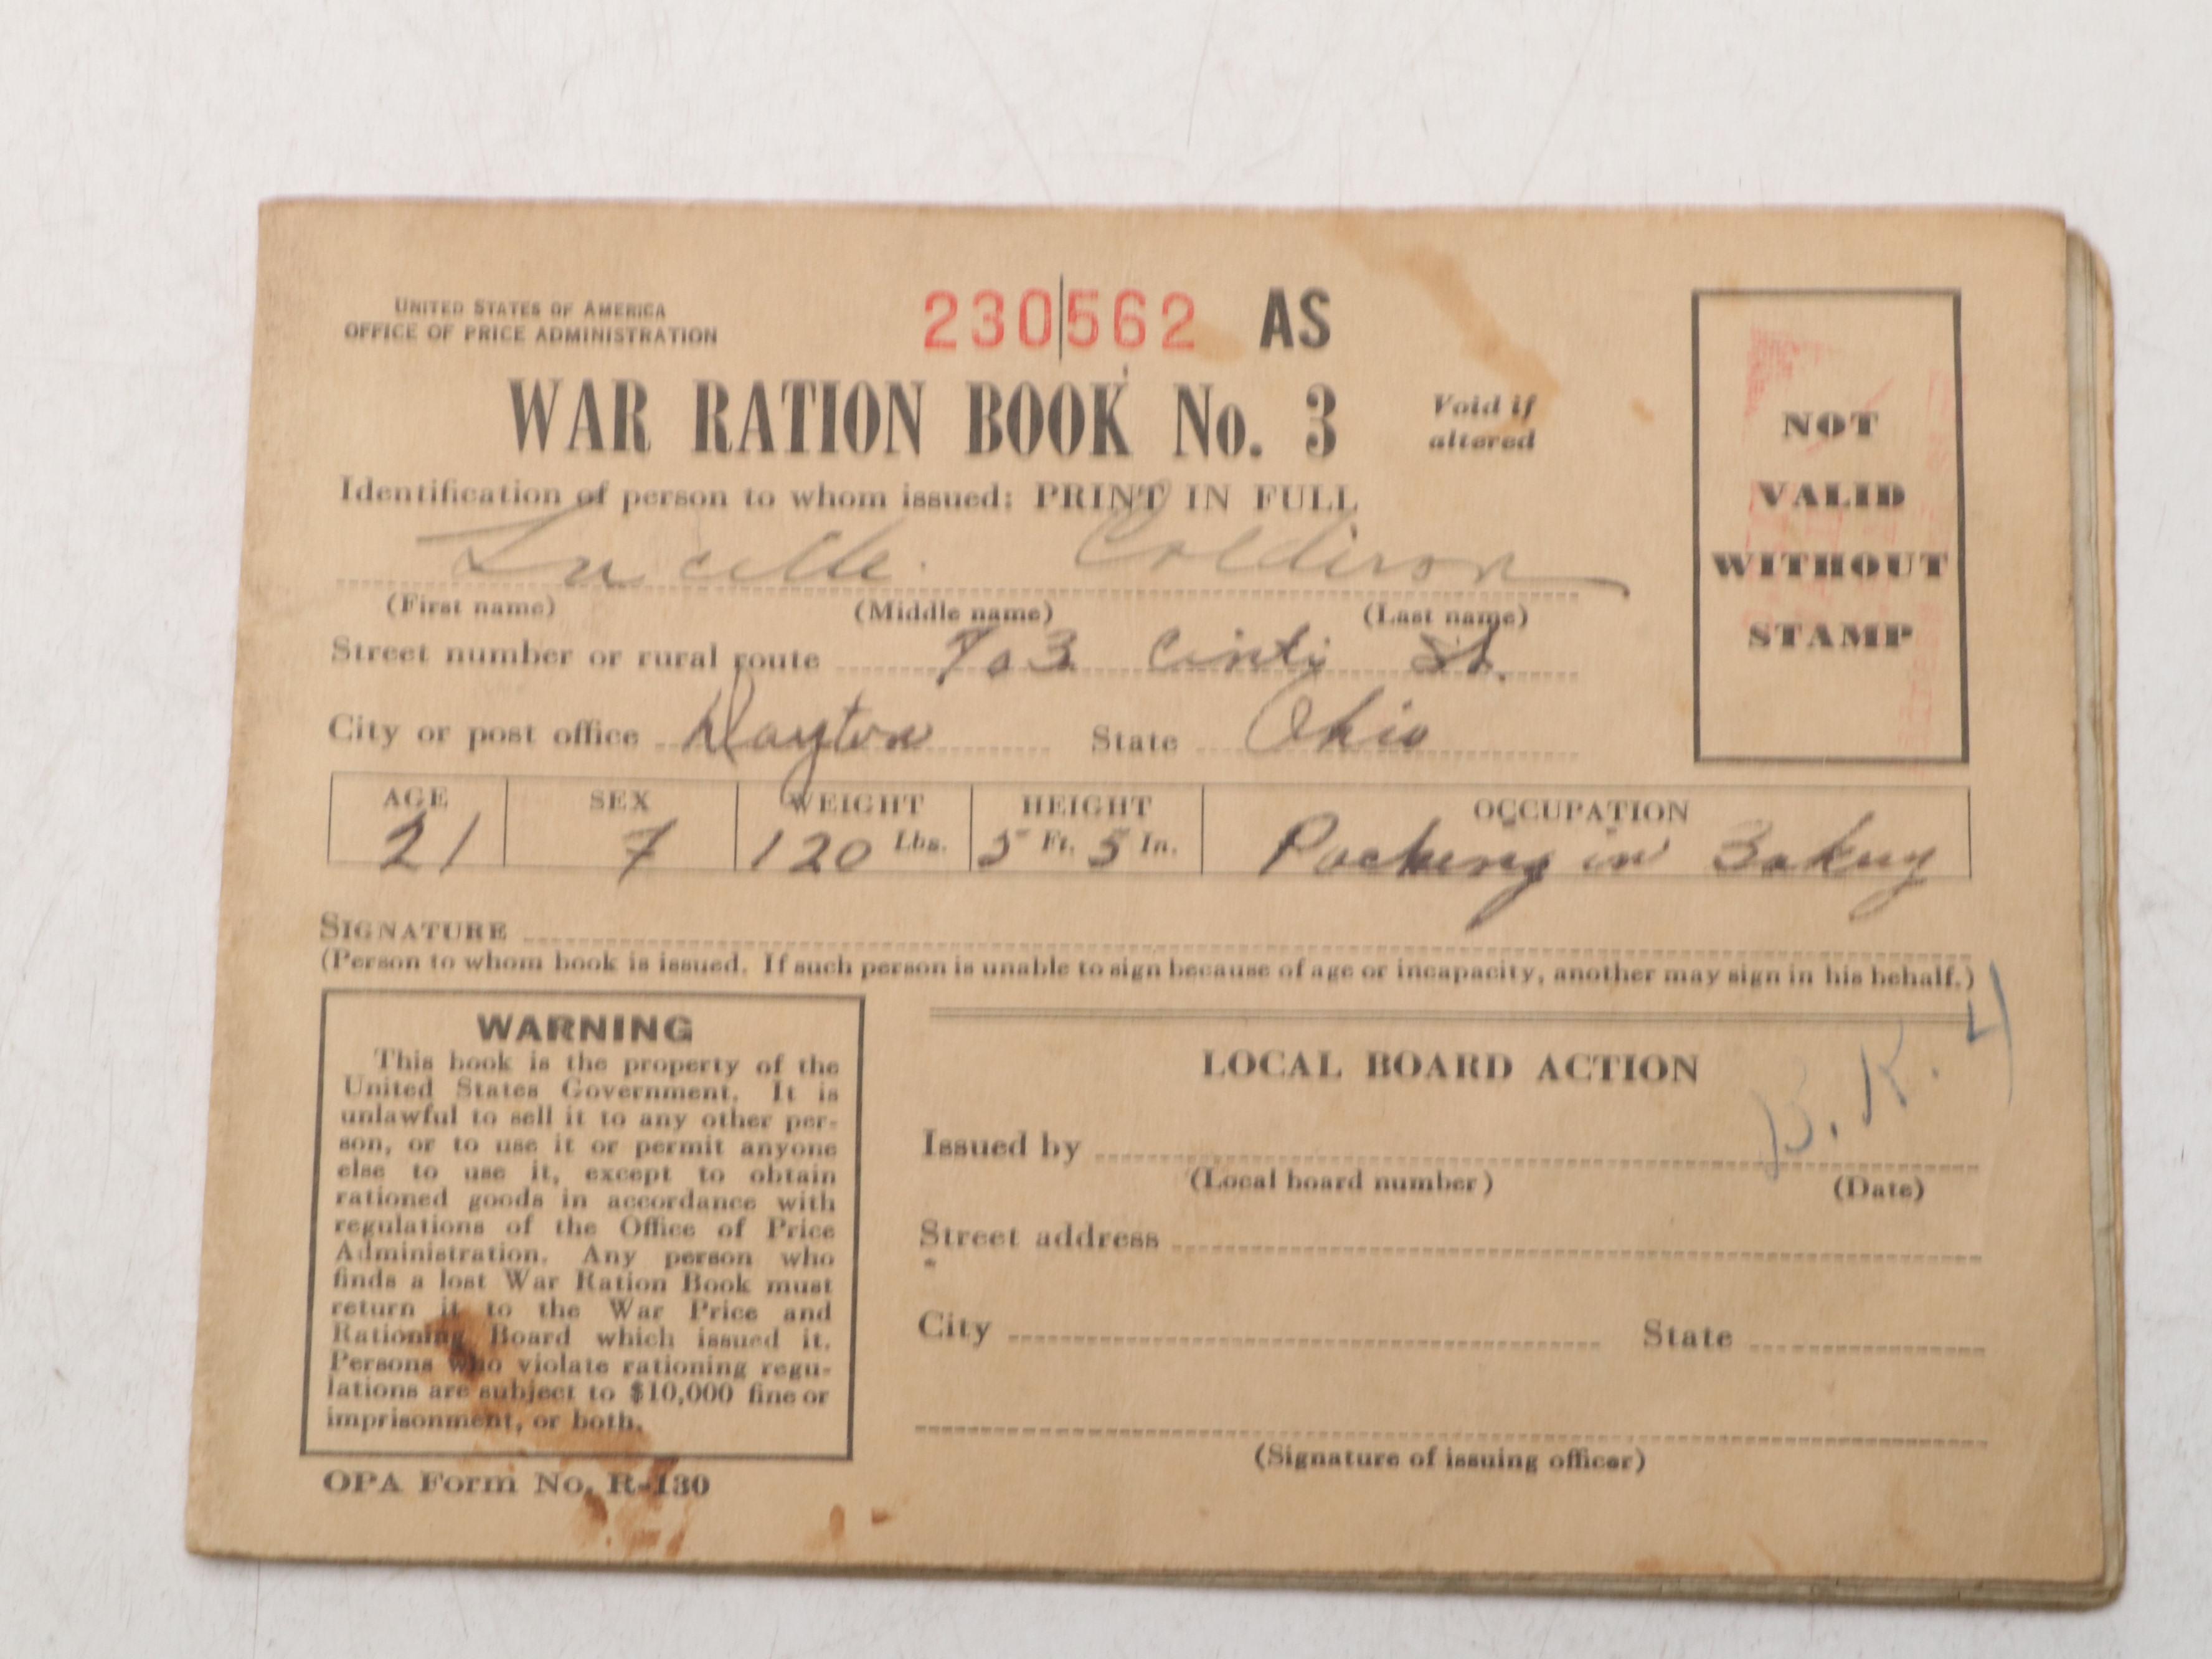 UNITED STATES OF AMERICA
OFFICE OF PRICE ADMINISTRATION
230562 AS
WAR RATION BOOK No. 3
Void if
altered
NOT
VALID
WITHOUT
STAMP
Identification of person to whom issued: PRINT IN FULL
Lucille
(First name) (Middle name) (Last name)
Street number or rural route 703 Cinti St.
City or post office Dayton State Ohio
AGE SEX WEIGHT HEIGHT OCCUPATION
21 F 120 Lbs. 5 Ft. 5 In. Packing in Bakery
SIGNATURE
(Person to whom book is issued. If such person is unable to sign because of age or incapacity, another may sign in his behalf.)
WARNING
This book is the property of the
United States Government. It is
unlawful to sell it to any other per-
son, or to use it or permit anyone
else to use it, except to obtain
rationed goods in accordance with
regulations of the Office of Price
Administration. Any person who
finds a lost War Ration Book must
return it to the War Price and
Rationing Board which issued it.
Persons who violate rationing regu-
lations are subject to $10,000 fine or
imprisonment, or both.
OPA Form No. R-130
LOCAL BOARD ACTION
B.K. 4
Issued by
(Local board number) (Date)
Street address
City State
(Signature of issuing officer)